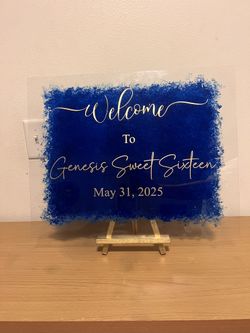 Welcome
To
Genesis Sweet Sixteen
May 31, 2025